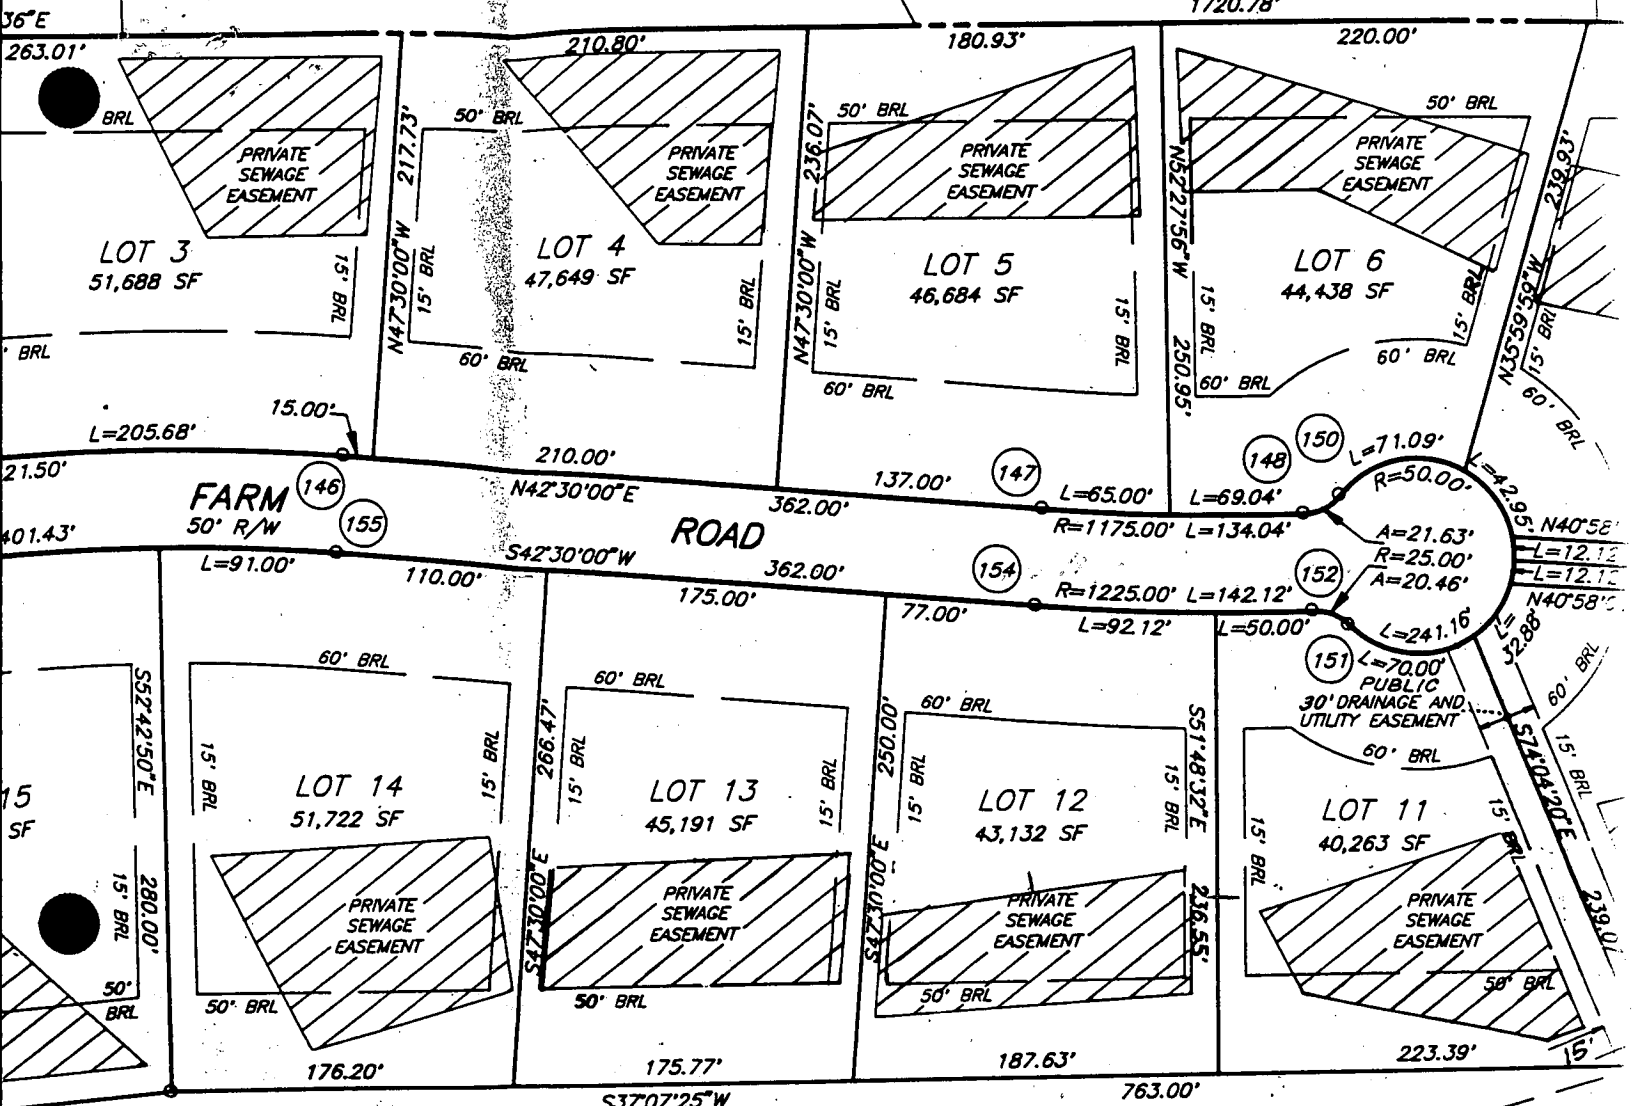 36"E
1720.78'
263.01'
210.80'
180.93'
220.00'
BRL
50' BRL
50' BRL
50' BRL
PRIVATE
SEWAGE
EASEMENT
PRIVATE
SEWAGE
EASEMENT
PRIVATE
SEWAGE
EASEMENT
PRIVATE
SEWAGE
EASEMENT
217.73'
236.07'
N52°27'56"W
239.93'
LOT 3
51,688 SF
LOT 4
47,649 SF
LOT 5
46,684 SF
LOT 6
44,438 SF
15' BRL
N47°30'00"W
15' BRL
15' BRL
N47°30'00"W
15' BRL
15' BRL
15' BRL
250.95'
15' BRL
N35°59'59"W
15' BRL
' BRL
60' BRL
60' BRL
60' BRL
60' BRL
60' BRL
L=205.68'
15.00'
21.50'
FARM
50' R/W
146
155
210.00'
N42°30'00"E
362.00'
137.00'
147
L=65.00'
R=1175.00'
L=69.04'
L=134.04'
148
150
L=71.09'
R=50.00'
L=42.95'
ROAD
A=21.63'
R=25.00'
A=20.46'
N40°58'
L=12.12
L=12.12
N40°58'
401.43'
L=91.00'
110.00'
S42°30'00"W
362.00'
175.00'
77.00'
154
R=1225.00'
L=142.12'
L=92.12'
L=50.00'
152
151
L=241.16'
L=70.00'
L=
32.88'
PUBLIC
30' DRAINAGE AND
UTILITY EASEMENT
60' BRL
60' BRL
60' BRL
60' BRL
60' BRL
S52°42'50"E
280.00'
15' BRL
15' BRL
15' BRL
266.47'
S47°30'00"E
15' BRL
15' BRL
250.00'
S47°30'00"E
15' BRL
15' BRL
S51°48'32"E
236.55'
15' BRL
15' BRL
S74°04'20"E
239.0
15' BRL
15
SF
LOT 14
51,722 SF
LOT 13
45,191 SF
LOT 12
43,132 SF
LOT 11
40,263 SF
PRIVATE
SEWAGE
EASEMENT
PRIVATE
SEWAGE
EASEMENT
PRIVATE
SEWAGE
EASEMENT
PRIVATE
SEWAGE
EASEMENT
50'
BRL
50' BRL
50' BRL
50' BRL
50' BRL
15'
176.20'
175.77'
187.63'
223.39'
S37°07'25"W
763.00'